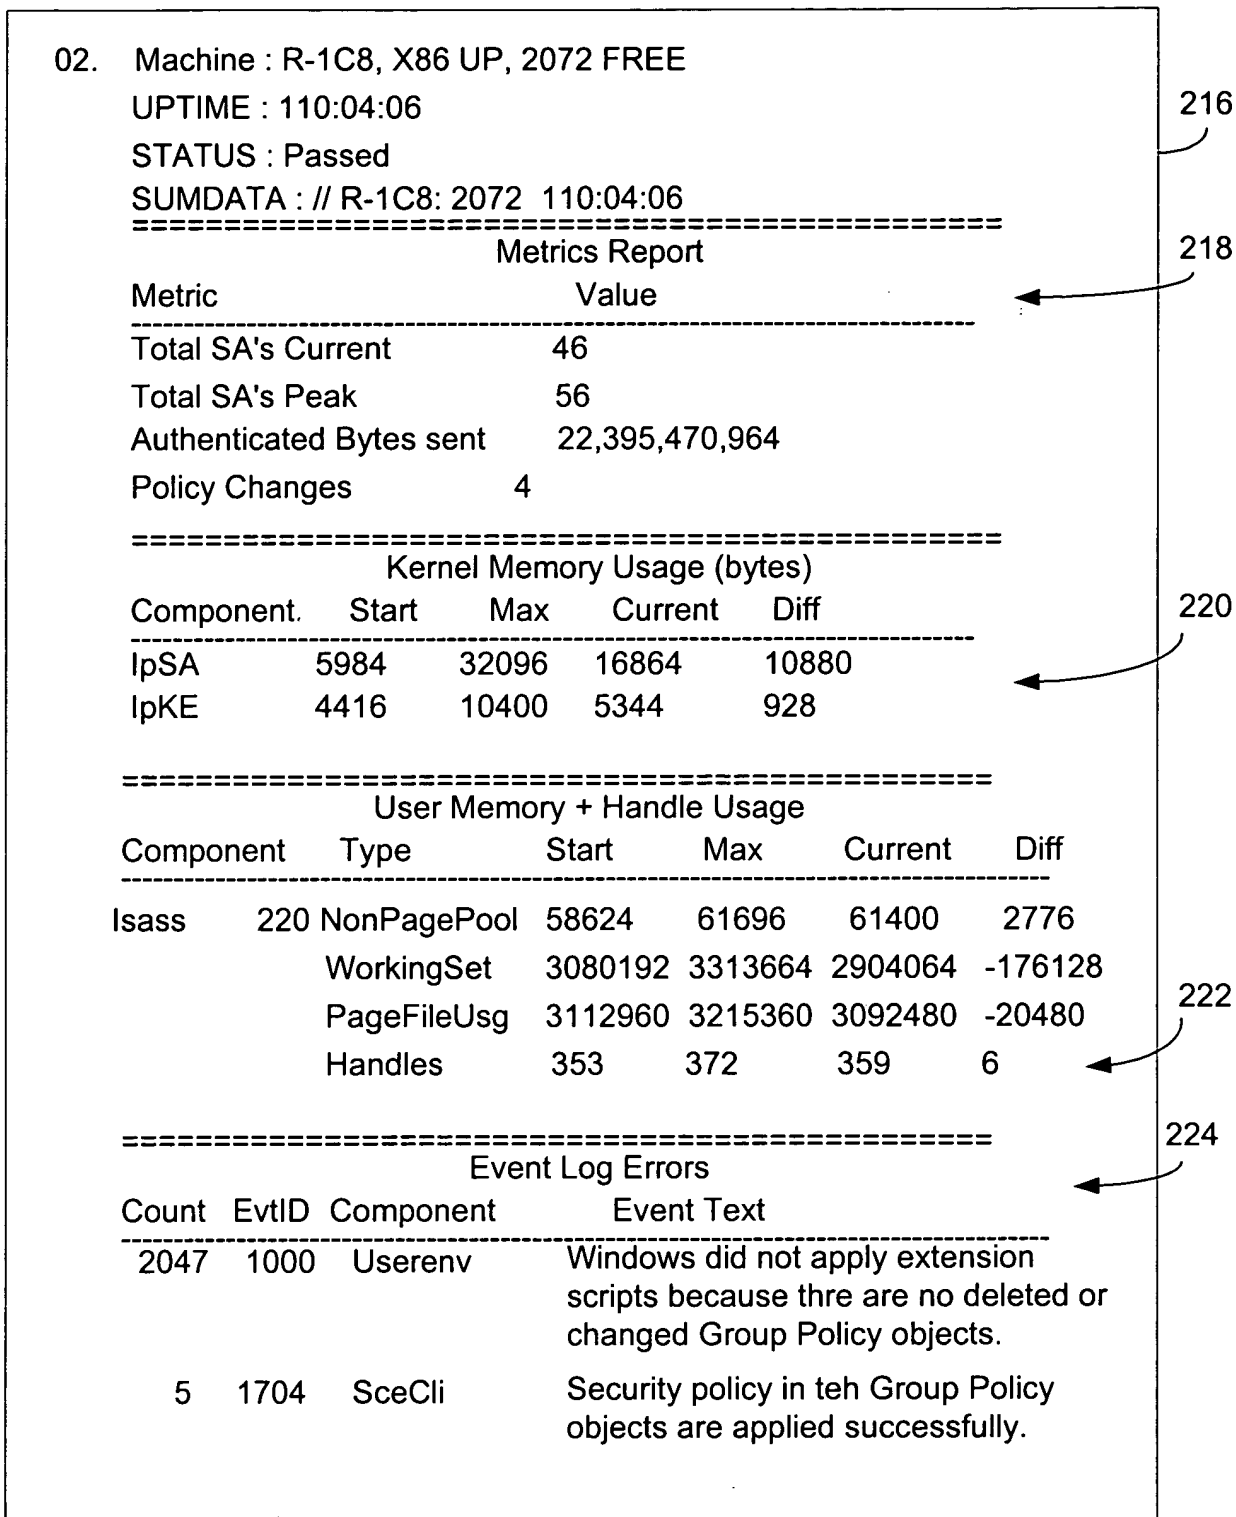 02. Machine : R-1C8, X86 UP, 2072 FREE
UPTIME : 110:04:06
216
STATUS : Passed
SUMDATA : // R-1C8: 2072 110:04:06
===============================================
Metrics Report
218
Metric Value
--------------------------------------------------------------------------------
Total SA's Current 46
Total SA's Peak 56
Authenticated Bytes sent 22,395,470,964
Policy Changes 4
===============================================
Kernel Memory Usage (bytes)
Component. Start Max Current Diff
220
--------------------------------------------------------------------------------
IpSA 5984 32096 16864 10880
IpKE 4416 10400 5344 928
===============================================
User Memory + Handle Usage
Component Type Start Max Current Diff
----------------------------------------------------------------------------------------
lsass 220 NonPagePool 58624 61696 61400 2776
WorkingSet 3080192 3313664 2904064 -176128
PageFileUsg 3112960 3215360 3092480 -20480
222
Handles 353 372 359 6
===============================================
224
Event Log Errors
Count EvtID Component Event Text
----------------------------------------------------------------------------------------
2047 1000 Userenv Windows did not apply extension
scripts because thre are no deleted or
changed Group Policy objects.
5 1704 SceCli Security policy in teh Group Policy
objects are applied successfully.